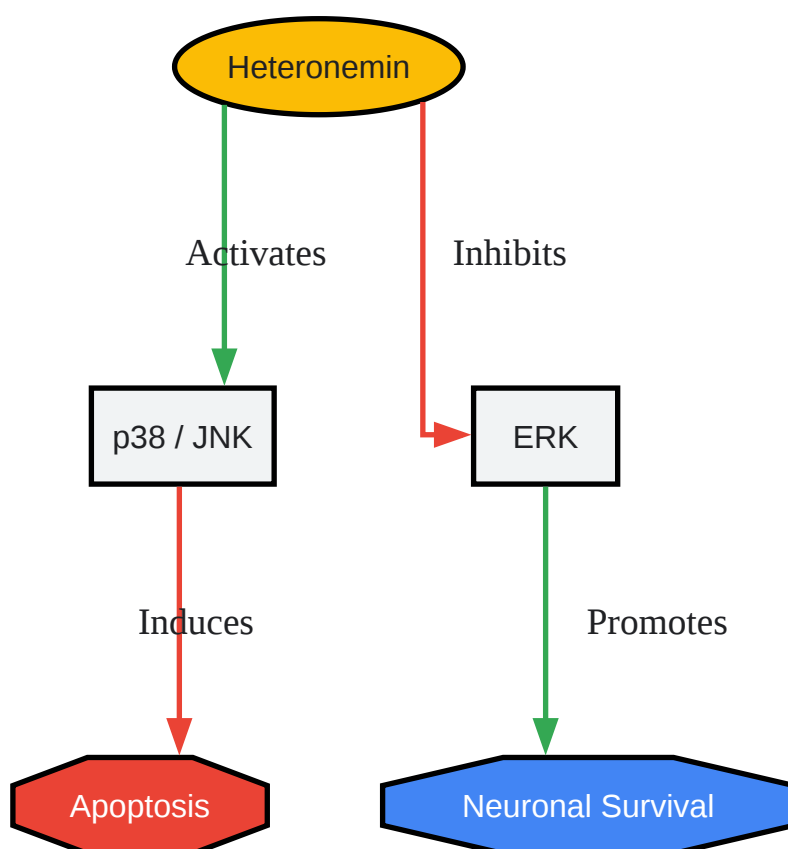 Heteronemin
Activates
Inhibits
p38 / JNK
ERK
Induces
Promotes
Apoptosis
Neuronal Survival